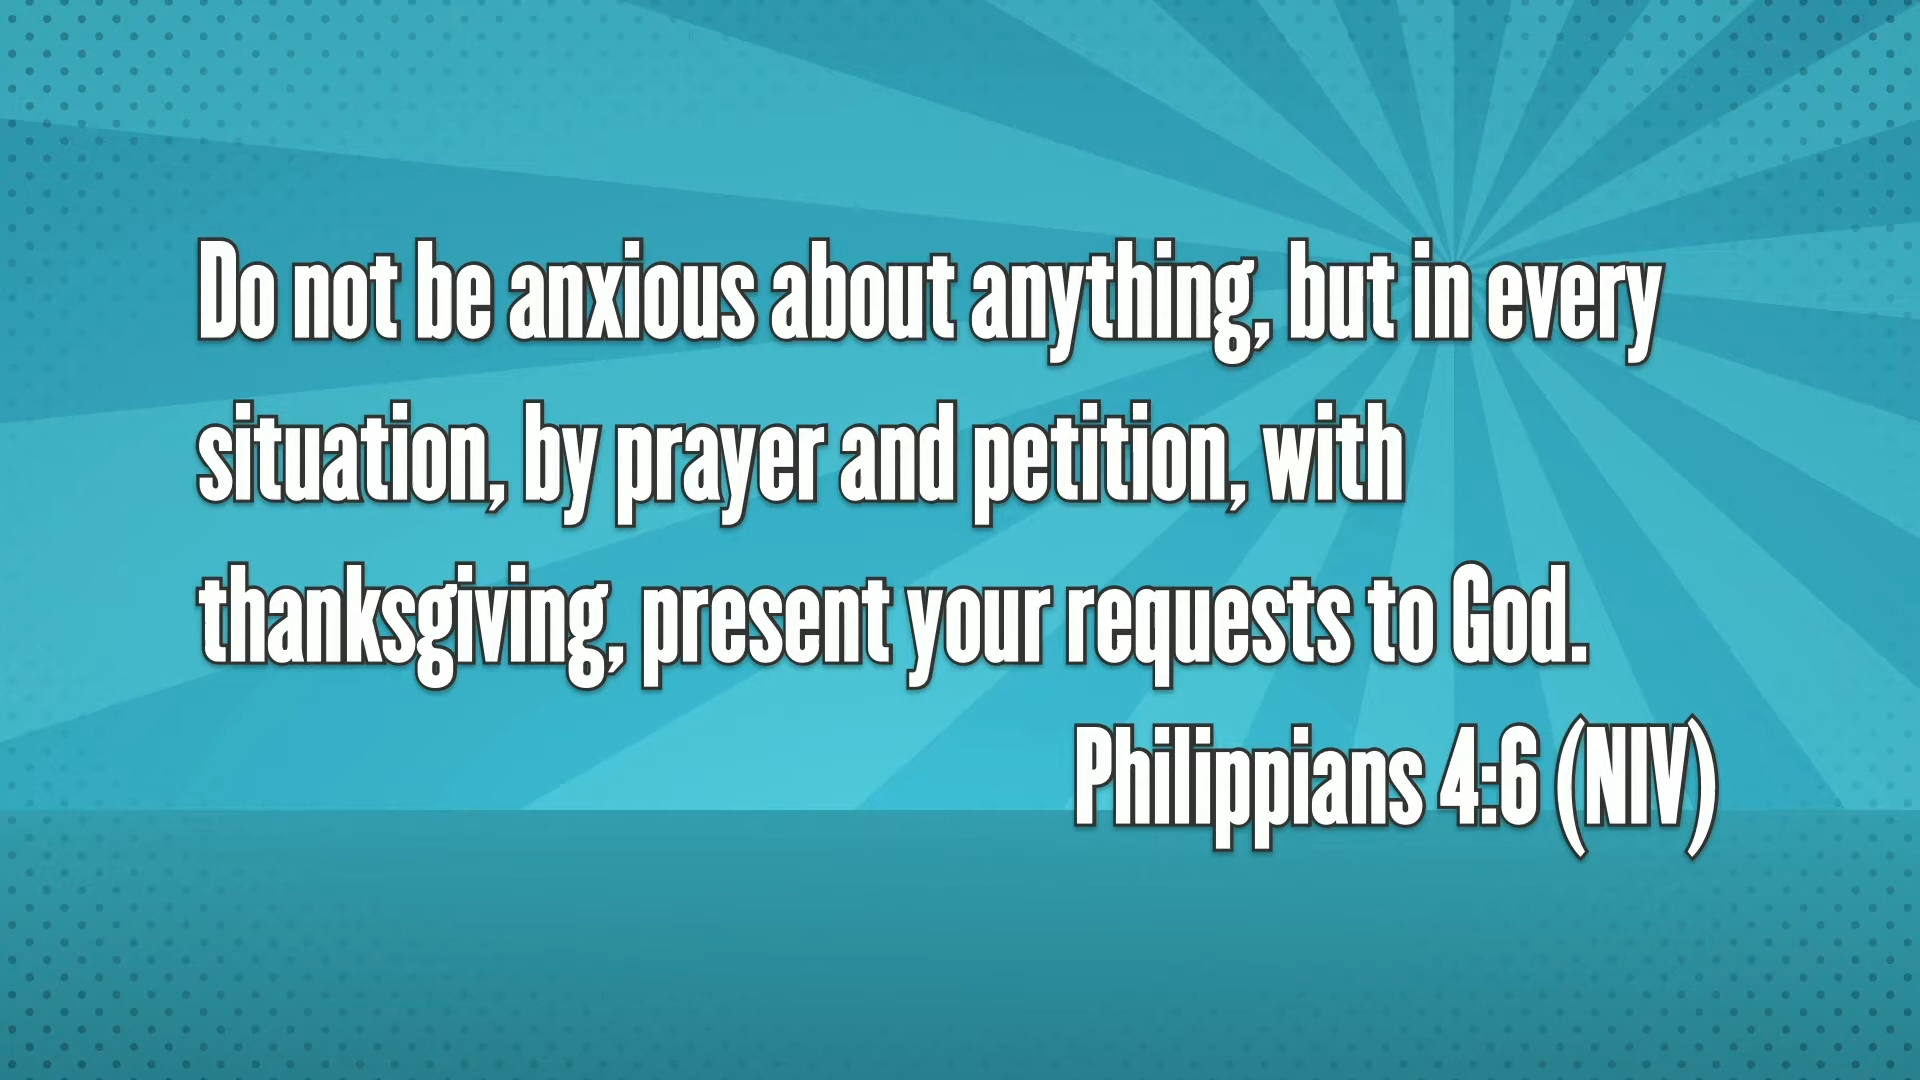 Do not be anxious about anything, but in every
situation, by prayer and petition, with
thanksgiving, present your requests to God.
Philippians 4:6 (NIV)